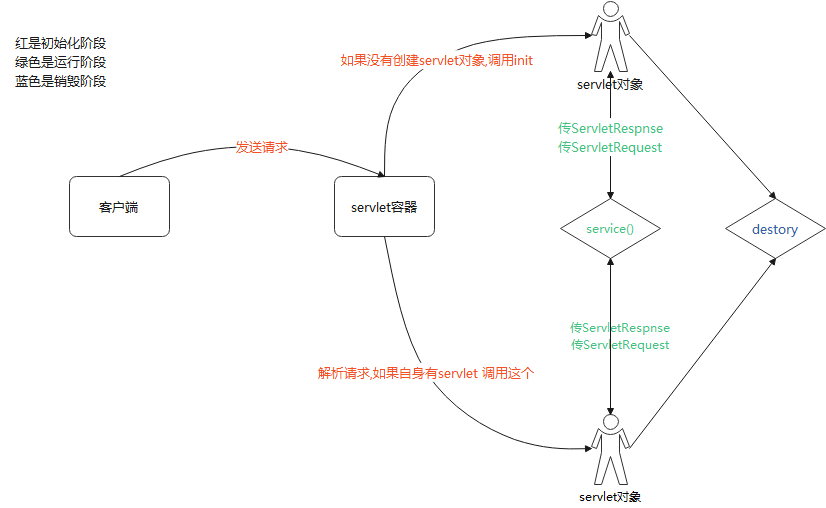 红是初始化阶段
绿色是运行阶段
蓝色是销毁阶段
如果没有创建servlet对象,调用init
servlet对象
传ServletRespnse
传ServletRequest
发送请求
客户端
servlet容器
service()
destory
传ServletRespnse
传ServletRequest
解析请求,如果自身有servlet 调用这个
servlet对象